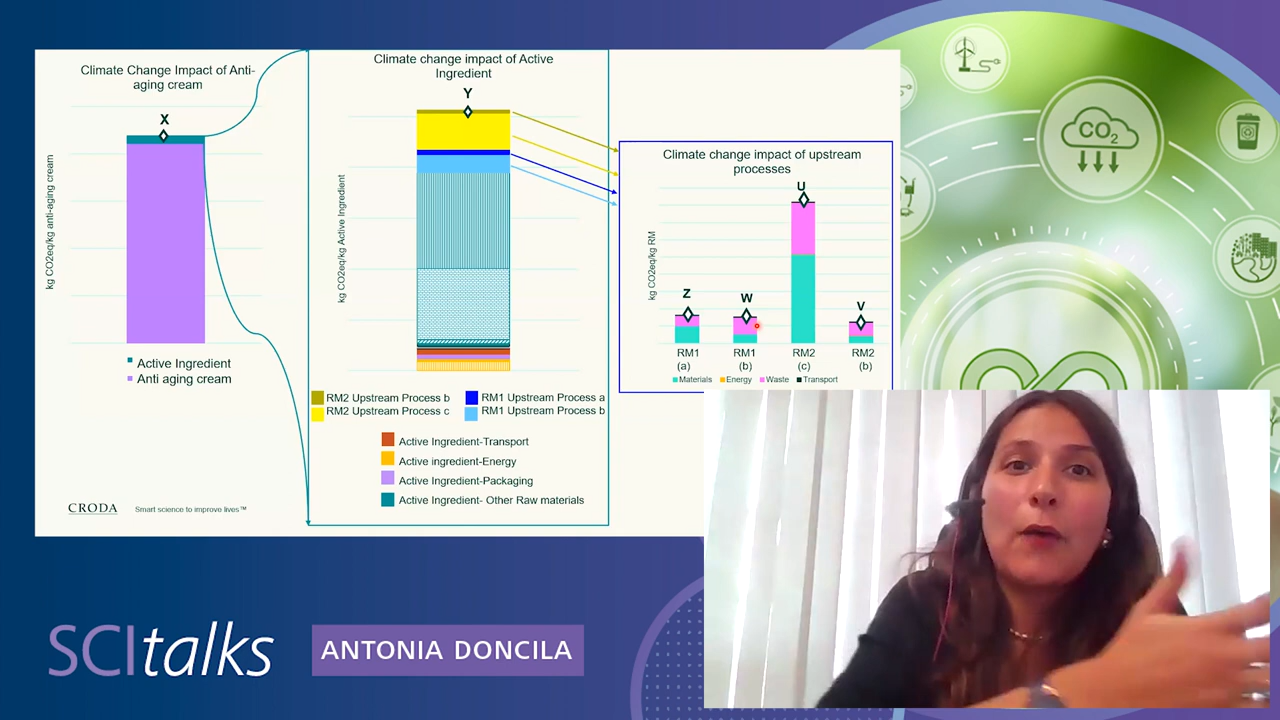 Climate Change Impact of Anti-
aging cream
X
kg CO2eq/kg anti-aging cream
Active Ingredient
Anti aging cream
Climate change impact of Active
Ingredient
Y
kg CO2eq/kg Active Ingredient
RM2 Upstream Process b
RM1 Upstream Process a
RM2 Upstream Process c
RM1 Upstream Process b
Active Ingredient-Transport
Active ingredient-Energy
Active Ingredient-Packaging
Active Ingredient- Other Raw materials
Climate change impact of upstream
processes
kg CO2eq/kg RM
Z
W
U
V
RM1
(a)
RM1
(b)
RM2
(c)
RM2
(b)
Materials
Energy
Waste
Transport
CRODA
Smart science to improve lives™
CO2
SCItalks
ANTONIA DONCILA